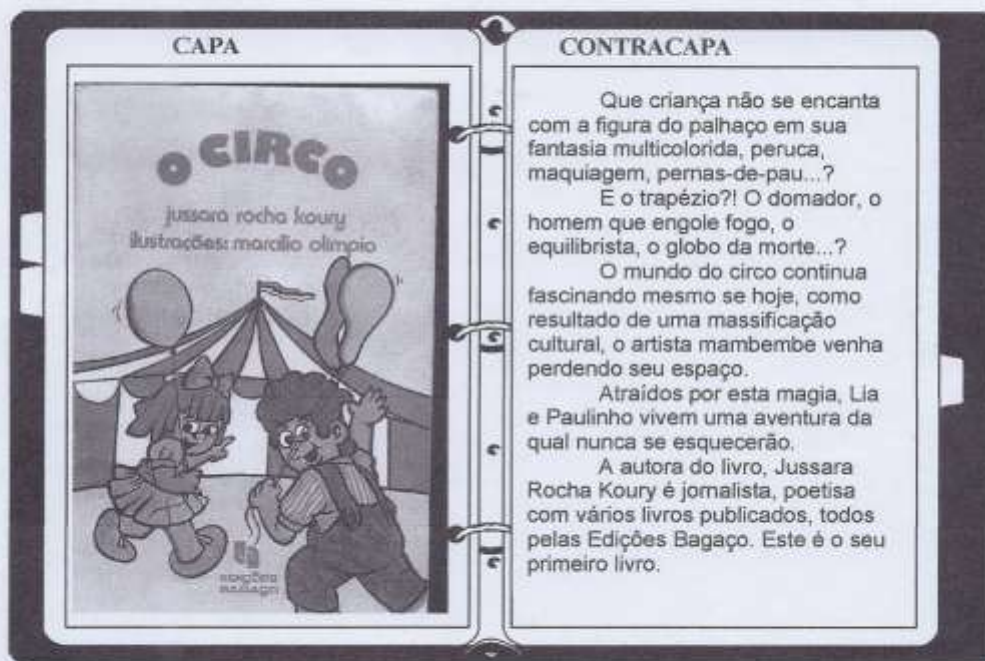 CAPA
O CIRCO
jussara rocha koury
ilustrações: marcílio olímpio
EDIÇÕES
BAGAÇO
CONTRACAPA
Que criança não se encanta
com a figura do palhaço em sua
fantasia multicolorida, peruca,
maquiagem, pernas-de-pau...?
E o trapézio?! O domador, o
homem que engole fogo, o
equilibrista, o globo da morte...?
O mundo do circo continua
fascinando mesmo se hoje, como
resultado de uma massificação
cultural, o artista mambembe venha
perdendo seu espaço.
Atraídos por esta magia, Lia
e Paulinho vivem uma aventura da
qual nunca se esquecerão.
A autora do livro, Jussara
Rocha Koury é jornalista, poetisa
com vários livros publicados, todos
pelas Edições Bagaço. Este é o seu
primeiro livro.